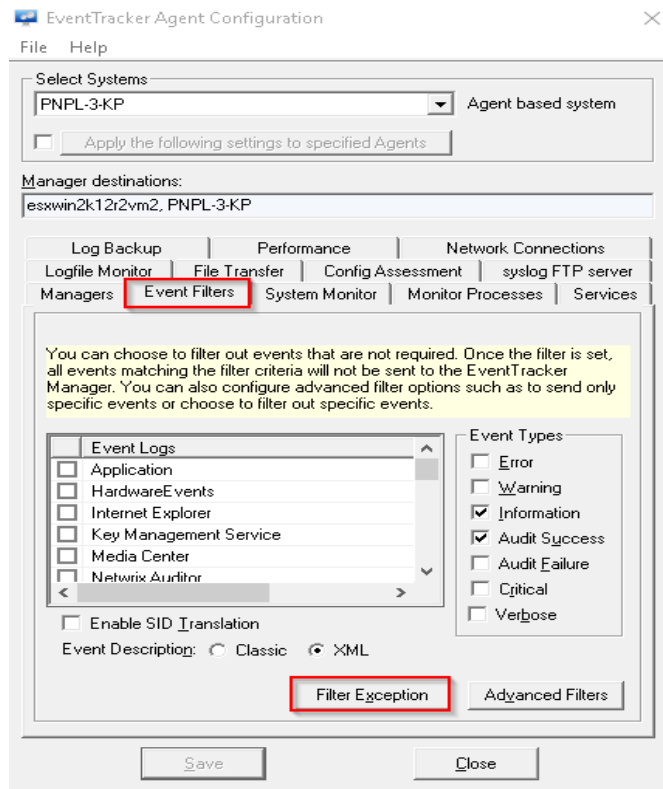 EventTracker Agent Configuration
File Help
Select Systems
PNPL-3-KP
Agent based system
Apply the following settings to specified Agents
Manager destinations:
esxwin2k12r2vm2, PNPL-3-KP
Log Backup Performance Network Connections
Logfile Monitor File Transfer Config Assessment syslog FTP server
Managers Event Filters System Monitor Monitor Processes Services
You can choose to filter out events that are not required. Once the filter is set,
all events matching the filter criteria will not be sent to the EventTracker
Manager. You can also configure advanced filter options such as to send only
specific events or choose to filter out specific events.
Event Logs
Application
HardwareEvents
Internet Explorer
Key Management Service
Media Center
Netwrix Auditor
Event Types
Error
Warning
Information
Audit Success
Audit Failure
Critical
Verbose
Enable SID Translation
Event Description: Classic XML
Filter Exception Advanced Filters
Save Close